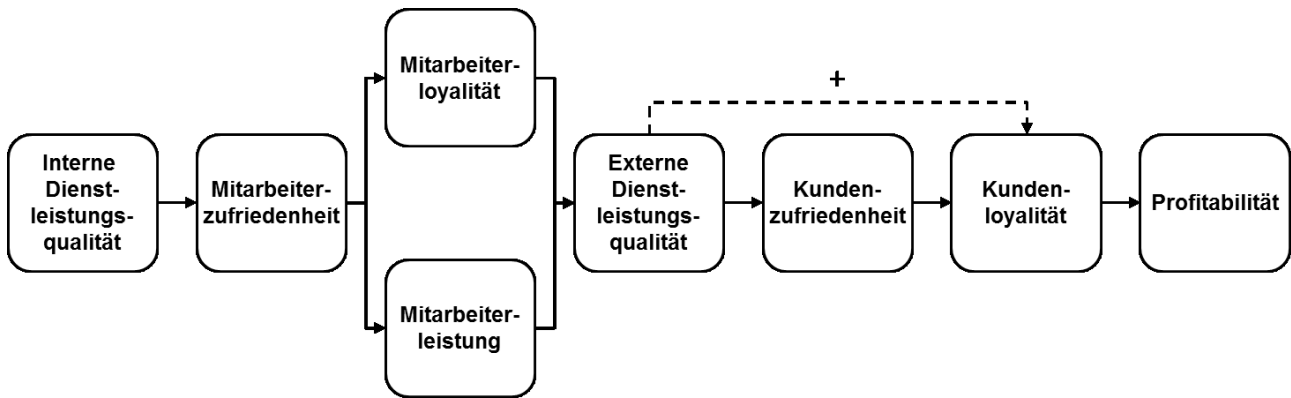 Interne
Dienst-
leistungs-
qualität
Mitarbeiter-
zufriedenheit
Mitarbeiter-
loyalität
Mitarbeiter-
leistung
Externe
Dienst-
leistungs-
qualität
+
Kunden-
zufriedenheit
Kunden-
loyalität
Profitabilität